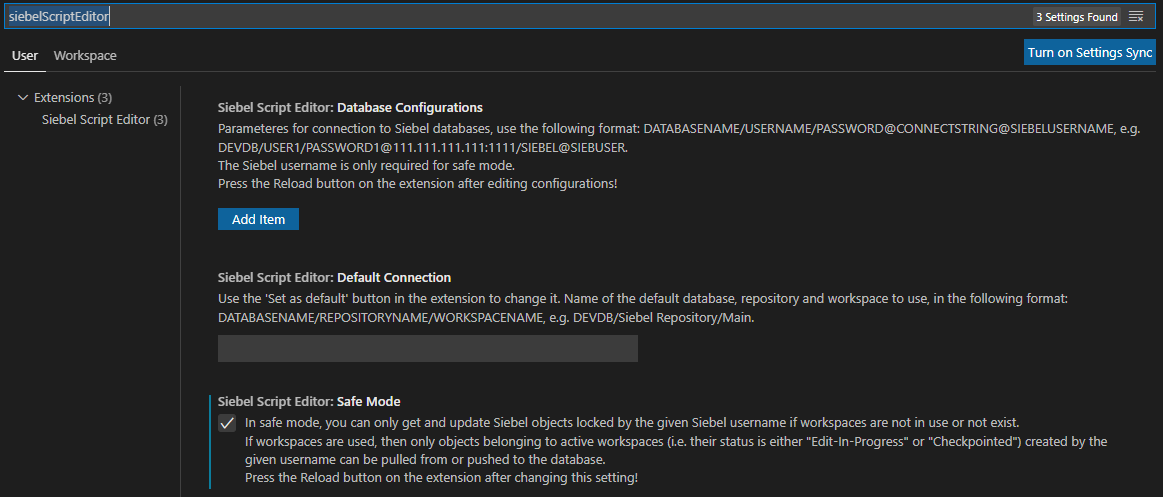 siebelScriptEditor
3 Settings Found
User Workspace
Turn on Settings Sync
Extensions (3)
Siebel Script Editor (3)
Siebel Script Editor: Database Configurations
Parameteres for connection to Siebel databases, use the following format: DATABASENAME/USERNAME/PASSWORD@CONNECTSTRING@SIEBELUSERNAME, e.g.
DEVDB/USER1/PASSWORD1@111.111.111.111:1111/SIEBEL@SIEBUSER.
The Siebel username is only required for safe mode.
Press the Reload button on the extension after editing configurations!
Add Item
Siebel Script Editor: Default Connection
Use the 'Set as default' button in the extension to change it. Name of the default database, repository and workspace to use, in the following format:
DATABASENAME/REPOSITORYNAME/WORKSPACENAME, e.g. DEVDB/Siebel Repository/Main.
Siebel Script Editor: Safe Mode
In safe mode, you can only get and update Siebel objects locked by the given Siebel username if workspaces are not in use or not exist.
If workspaces are used, then only objects belonging to active workspaces (i.e. their status is either "Edit-In-Progress" or "Checkpointed") created by the
given username can be pulled from or pushed to the database.
Press the Reload button on the extension after changing this setting!